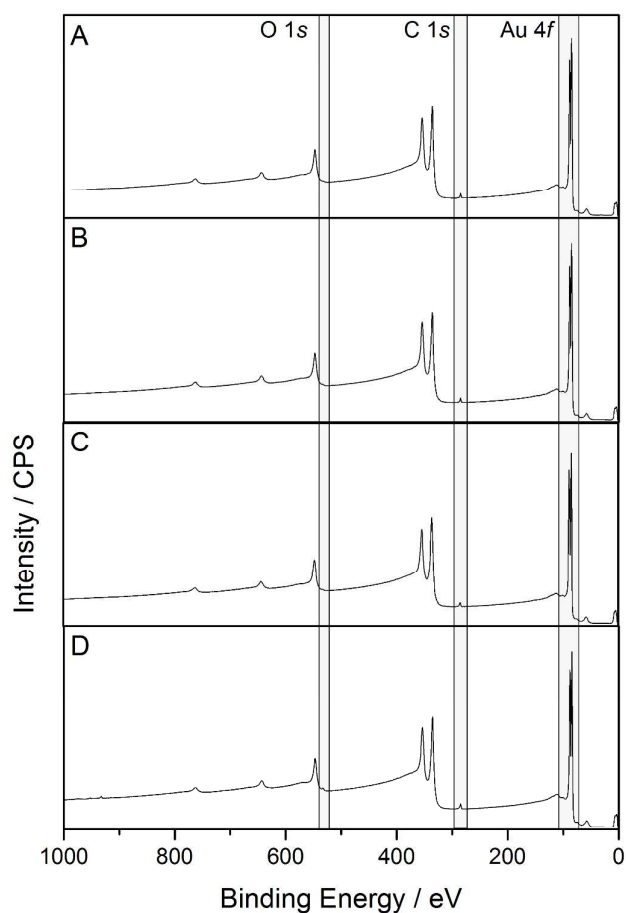 A
O 1s
C 1s
Au 4f
B
C
D
Intensity / CPS
1000
800
600
400
200
0
Binding Energy / eV